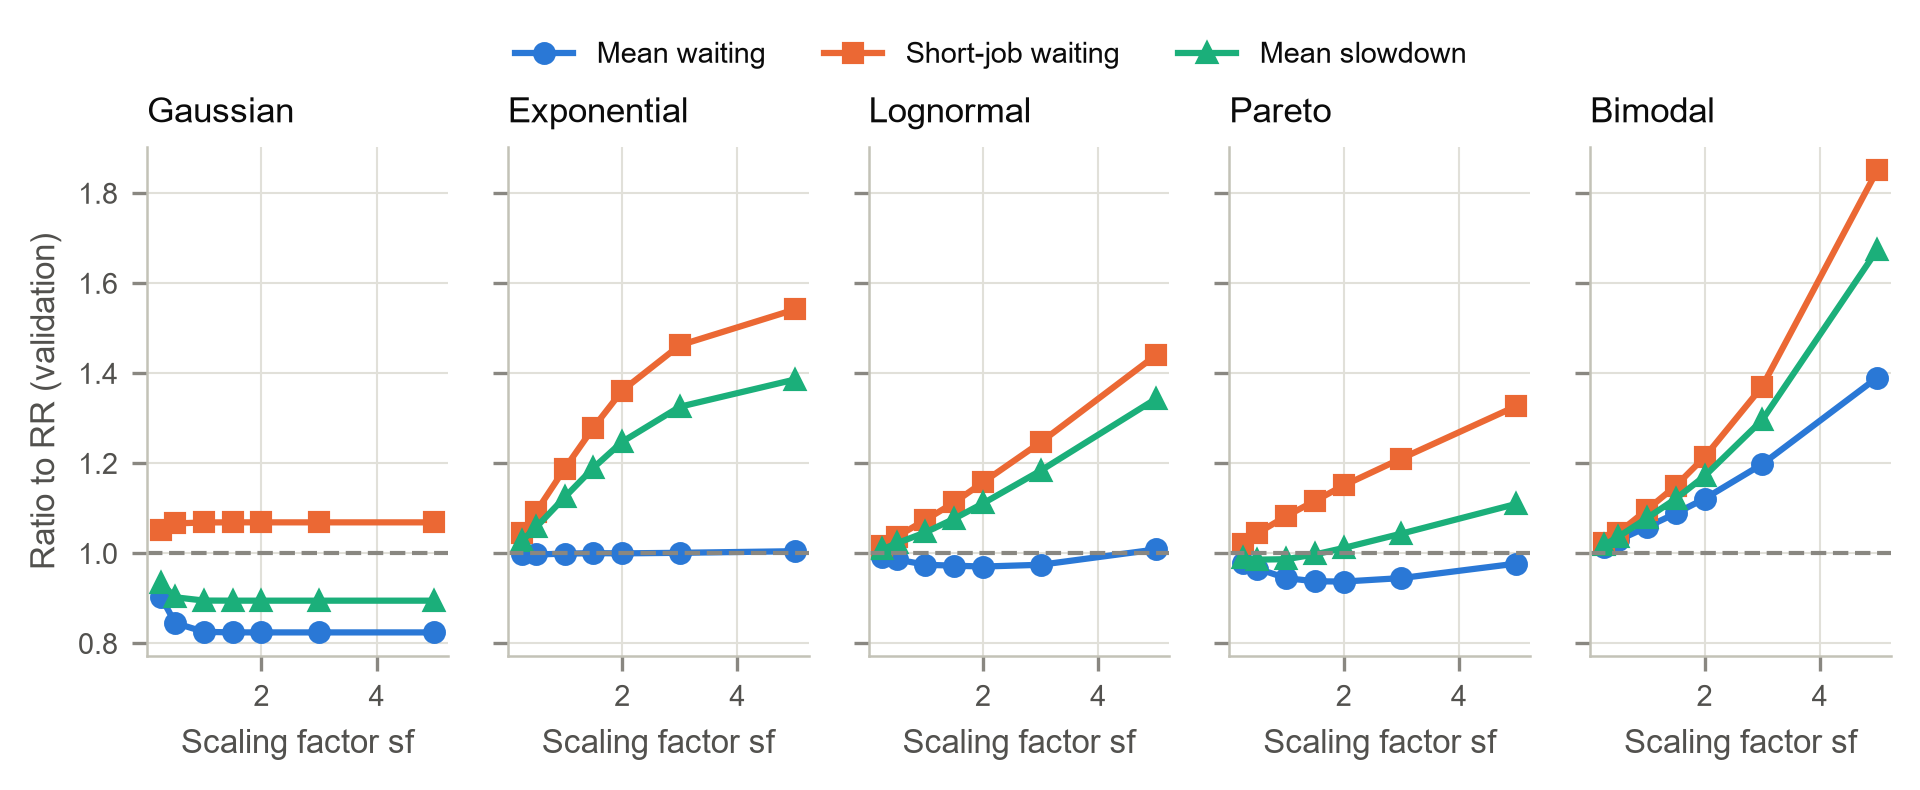 Mean waiting Short-job waiting Mean slowdown
Gaussian Exponential Lognormal Pareto Bimodal
Ratio to RR (validation)
1.8
1.6
1.4
1.2
1.0
0.8
2 4 2 4 2 4 2 4 2 4
Scaling factor sf Scaling factor sf Scaling factor sf Scaling factor sf Scaling factor sf